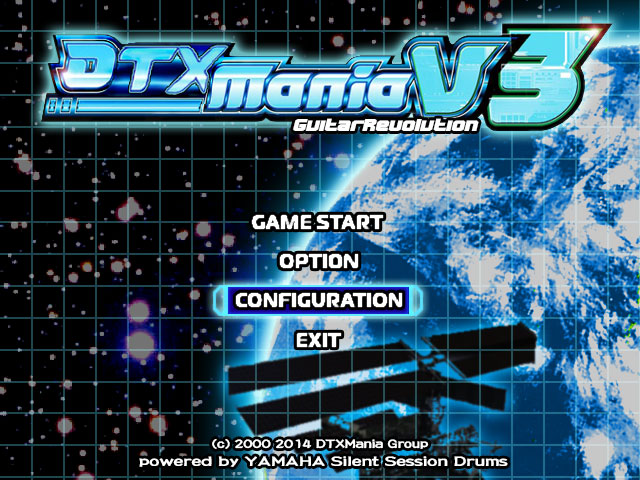 DTXMania V3
GuitarRevolution
GAME START
OPTION
CONFIGURATION
EXIT
(c) 2000 2014 DTXMania Group
powered by YAMAHA Silent Session Drums